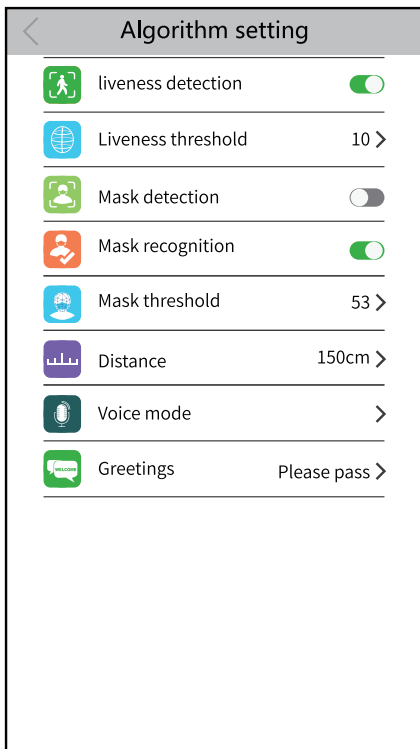 Algorithm setting
liveness detection
Liveness threshold 10
Mask detection
Mask recognition
Mask threshold 53
Distance 150cm
Voice mode
WELCOME
Greetings Please pass